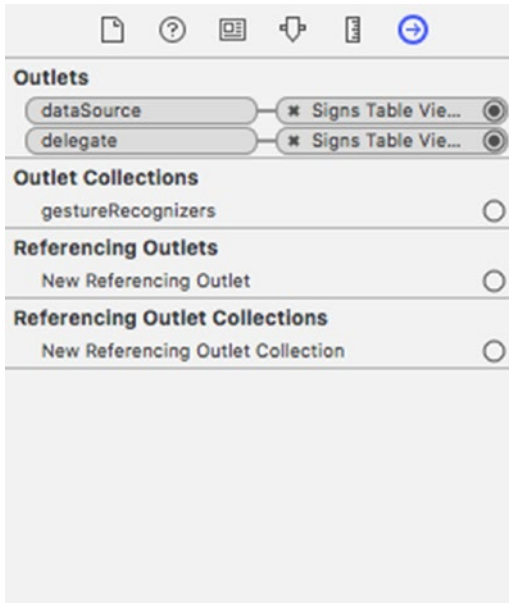 Outlets
dataSource Signs Table Vie...
delegate Signs Table Vie...
Outlet Collections
gestureRecognizers
Referencing Outlets
New Referencing Outlet
Referencing Outlet Collections
New Referencing Outlet Collection